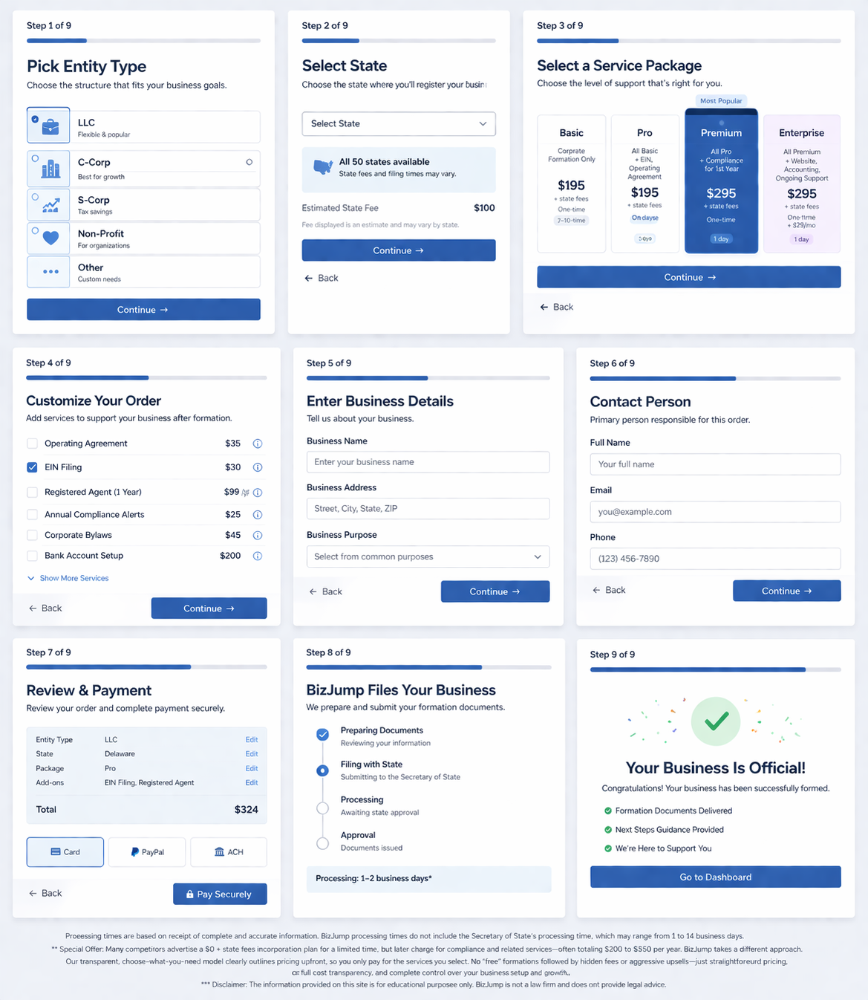 Step 1 of 9
Pick Entity Type
Choose the structure that fits your business goals.
LLC
Flexible & popular
C-Corp
Best for growth
S-Corp
Tax savings
Non-Profit
For organizations
Other
Custom needs
Continue →
Step 2 of 9
Select State
Choose the state where you'll register your busin
Select State
All 50 states available
State fees and filing times may vary.
Estimated State Fee $100
Fee displayed is an estimate and may vary by state.
Continue →
← Back
Step 3 of 9
Select a Service Package
Choose the level of support that's right for you.
Most Popular
Basic
Corprate
Formation Only
$195
+ state fees
One-time
7-10-time
Pro
All Basic
+ EIN,
Operating
Agreement
$195
+ state fees
On dayse
Premium
All Pro
+ Compliance
for 1st Year
$295
+ state fees
One-time
1 day
Enterprise
All Premium
+ Website,
Accounting,
Ongoing Support
$295
+ state fees
One-time
+ $29/mo
1 day
Continue →
← Back
Step 4 of 9
Customize Your Order
Add services to support your business after formation.
Operating Agreement $35
EIN Filing $30
Registered Agent (1 Year) $99
Annual Compliance Alerts $25
Corporate Bylaws $45
Bank Account Setup $200
Show More Services
← Back
Continue →
Step 5 of 9
Enter Business Details
Tell us about your business.
Business Name
Enter your business name
Business Address
Street, City, State, ZIP
Business Purpose
Select from common purposes
← Back
Continue →
Step 6 of 9
Contact Person
Primary person responsible for this order.
Full Name
Your full name
Email
you@example.com
Phone
(123) 456-7890
← Back
Continue →
Step 7 of 9
Review & Payment
Review your order and complete payment securely.
Entity Type LLC Edit
State Delaware Edit
Package Pro Edit
Add-ons EIN Filing, Registered Agent Edit
Total $324
Card
PayPal
ACH
← Back
Pay Securely
Step 8 of 9
BizJump Files Your Business
We prepare and submit your formation documents.
Preparing Documents
Reviewing your information
Filing with State
Submitting to the Secretary of State
Processing
Awaiting state approval
Approval
Documents issued
Processing: 1–2 business days*
Step 9 of 9
Your Business Is Official!
Congratulations! Your business has been successfully formed.
Formation Documents Delivered
Next Steps Guidance Provided
We're Here to Support You
Go to Dashboard
Proeessing times are based on receipt of complete and accurate information. BizJump processing times do not include the Secretary of State's processing time, which may range from 1 to 14 business days.
** Special Offer: Many competitors advertise a $0 + state fees incorporation plan for a limited time, but later charge for compliance and related services—often totaling $200 to $550 per year. BizJump takes a different approach.
Our transparent, choose-what-you-need model clearly outlines pricing upfront, so you only pay for the services you select. No "free" formations followed by hidden fees or aggressive upsells—just straightforeurd pricing,
full cost transparency, and complete control over your business setup and
*** Disclaimer: The information provided on this site is for educational purposee only. BizJump is not a law firm and does ont provide legal advice.